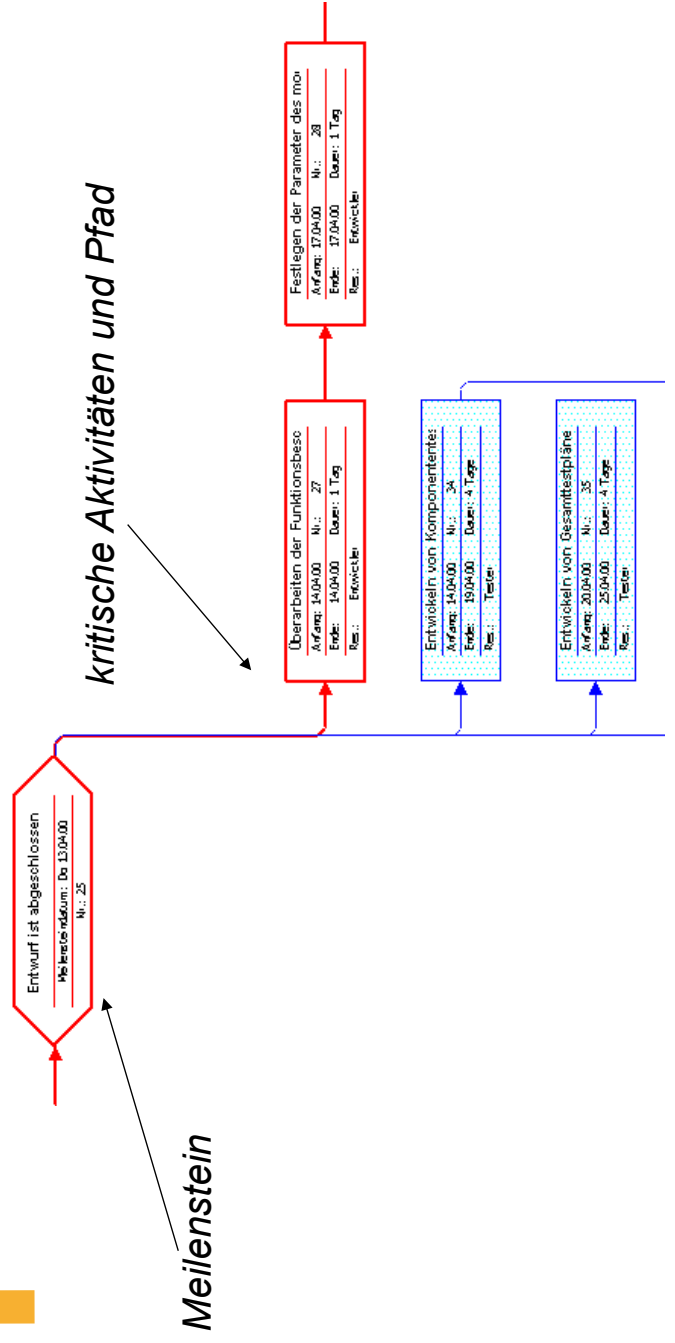 Meilenstein
kritische Aktivitäten und Pfad
Entwurf ist abgeschlossen
Meilensteindatum: Do 13.04.00
Nr.: 25
Überarbeiten der Funktionsbesc
Anfang: 14.04.00 Nr.: 27
Ende: 14.04.00 Dauer: 1 Tag
Res.: Entwickler
Festlegen der Parameter des mo
Anfang: 17.04.00 Nr.: 28
Ende: 17.04.00 Dauer: 1 Tag
Res.: Entwickler
Entwickeln von Komponententes
Anfang: 14.04.00 Nr.: 34
Ende: 19.04.00 Dauer: 4 Tage
Res.: Tester
Entwickeln von Gesamttestpläne
Anfang: 20.04.00 Nr.: 35
Ende: 25.04.00 Dauer: 4 Tage
Res.: Tester